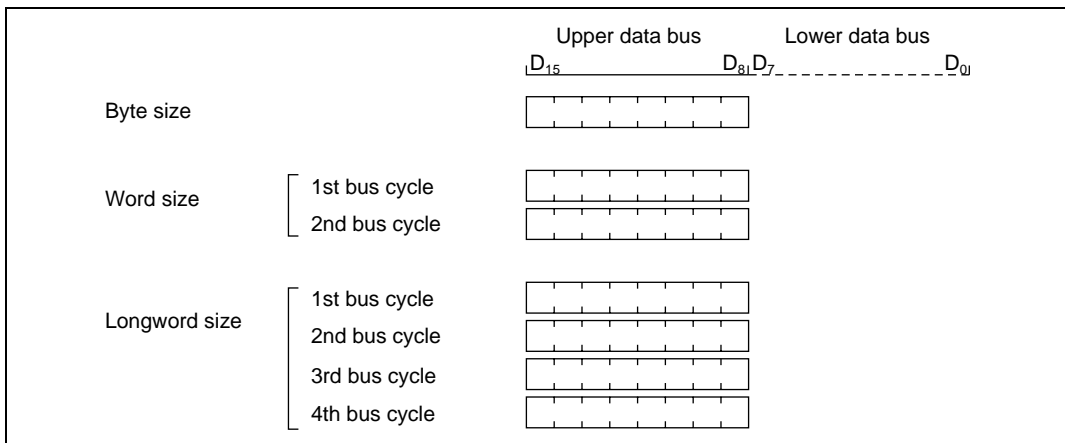 Upper data bus Lower data bus
D15 D8 D7 D0
Byte size
Word size
1st bus cycle
2nd bus cycle
Longword size
1st bus cycle
2nd bus cycle
3rd bus cycle
4th bus cycle